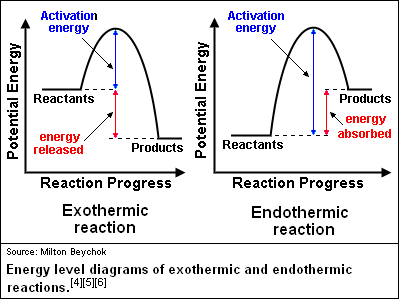 Activation
energy
Potential Energy
Reactants
energy
released
Products
Reaction Progress
Exothermic
reaction
Activation
energy
Potential Energy
Products
energy
absorbed
Reactants
Reaction Progress
Endothermic
reaction
Source: Milton Beychok
Energy level diagrams of exothermic and endothermic
reactions.[4][5][6]